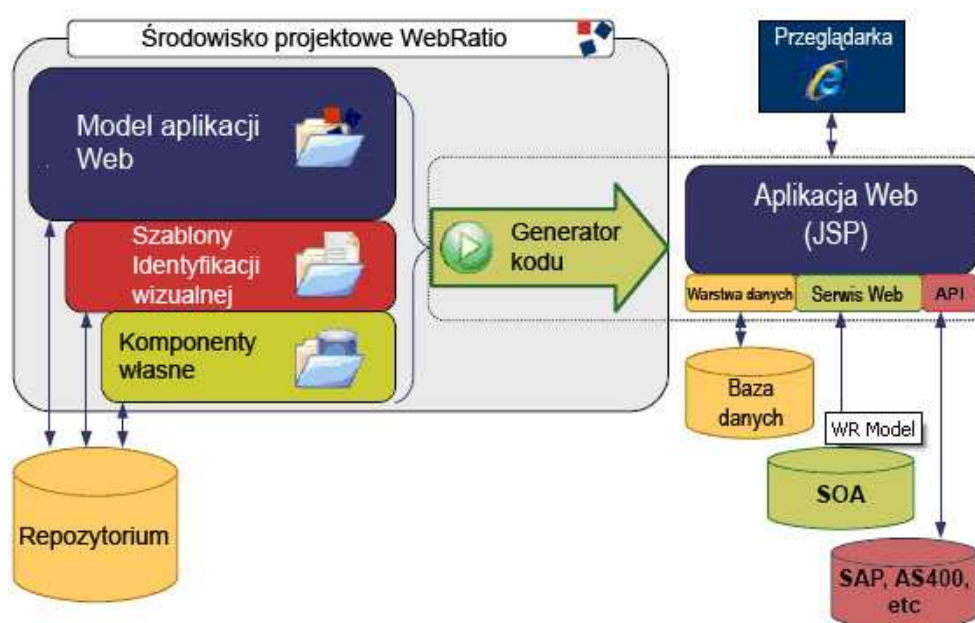 Środowisko projektowe WebRatio
Model aplikacji
Web
Szablony
Identyfikacji
wizualnej
Komponenty
własne
Repozytorium
Generator
kodu
Przeglądarka
Aplikacja Web
(JSP)
Warstwa danych
Serwis Web
API
Baza
danych
WR Model
SOA
SAP, AS400,
etc